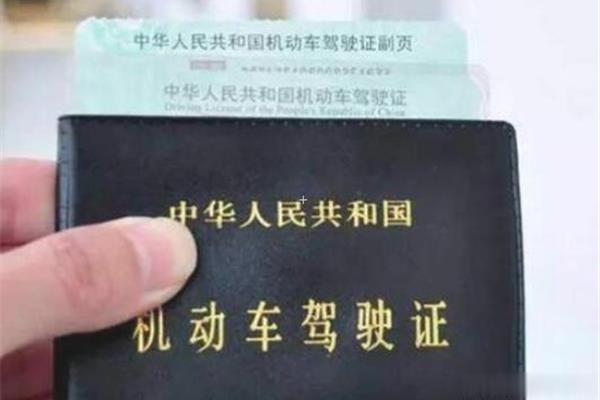 中华人民共和国机动车驾驶证副页
中华人民共和国机动车驾驶证
Driving License of the People's Republic of China
中华人民共和国
机动车驾驶证